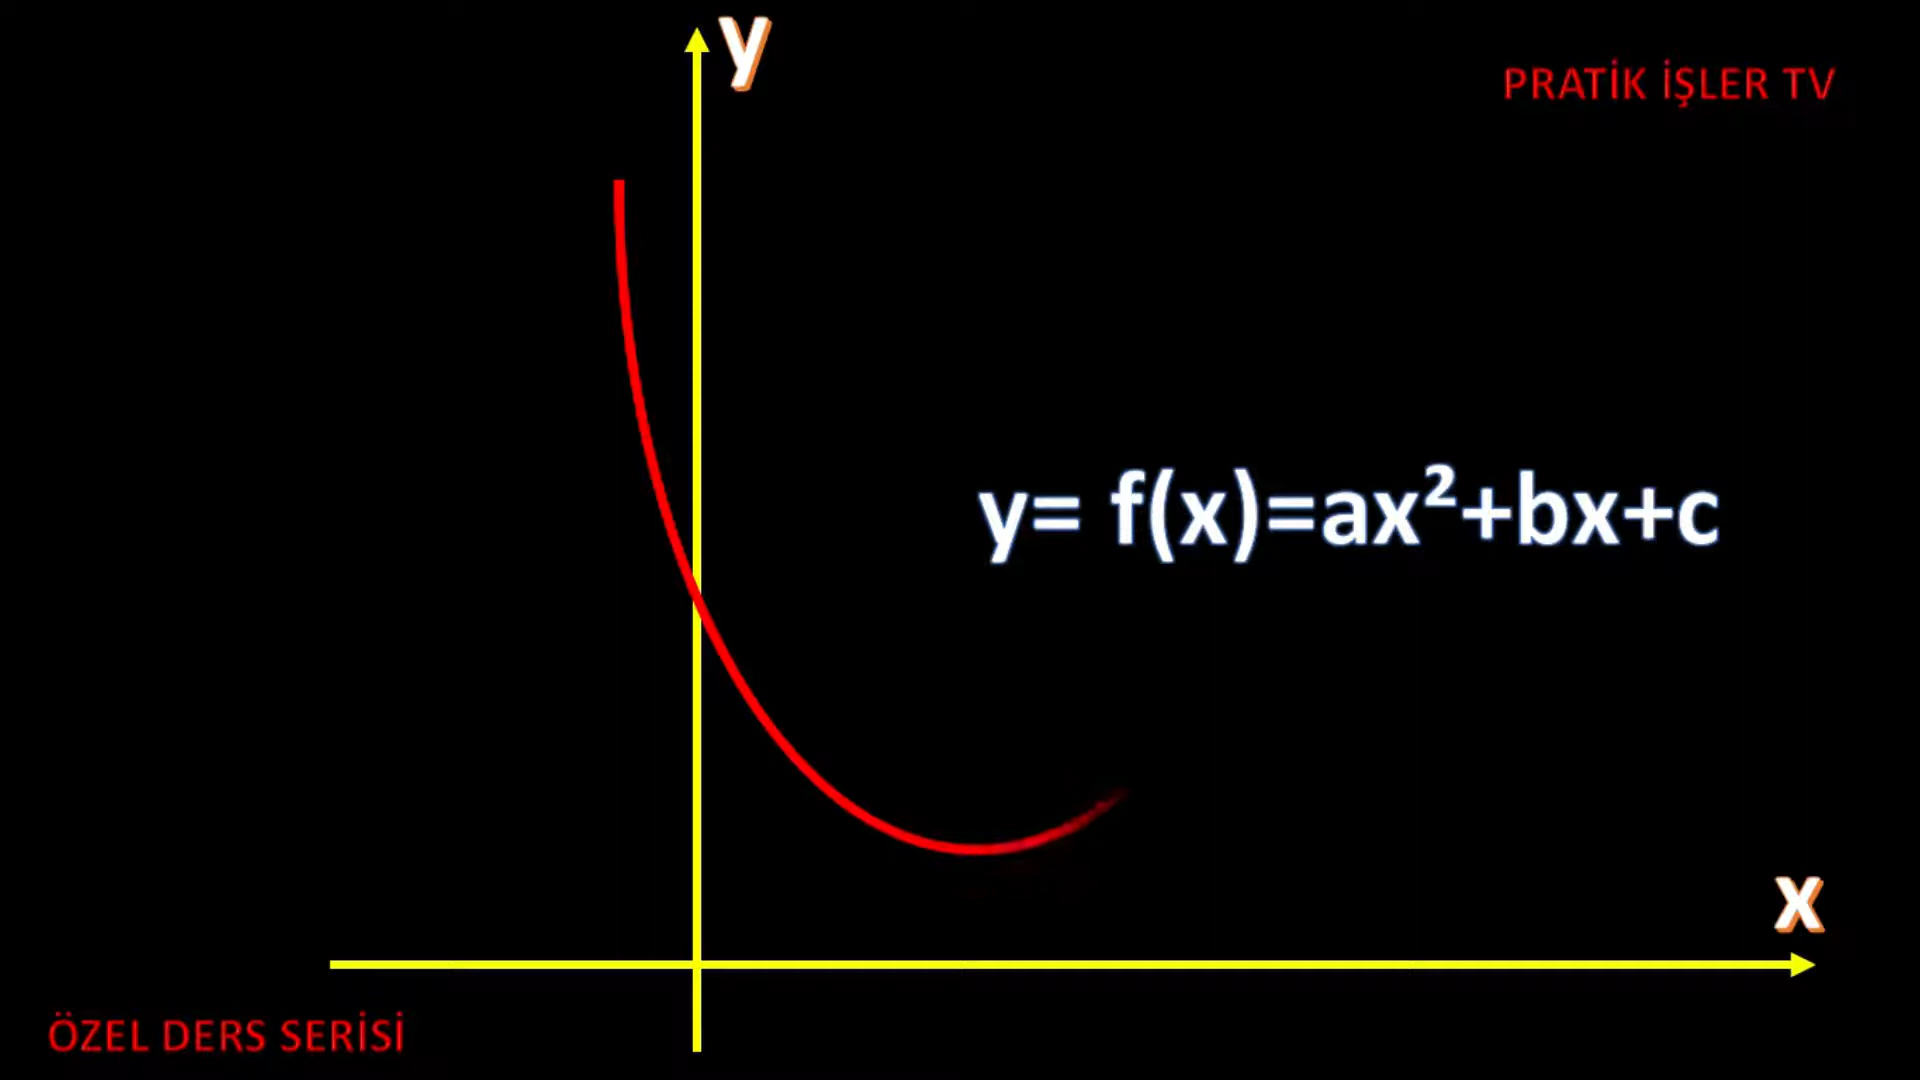 y
PRATİK İŞLER TV
y= f(x)=ax²+bx+c
x
ÖZEL DERS SERİSİ